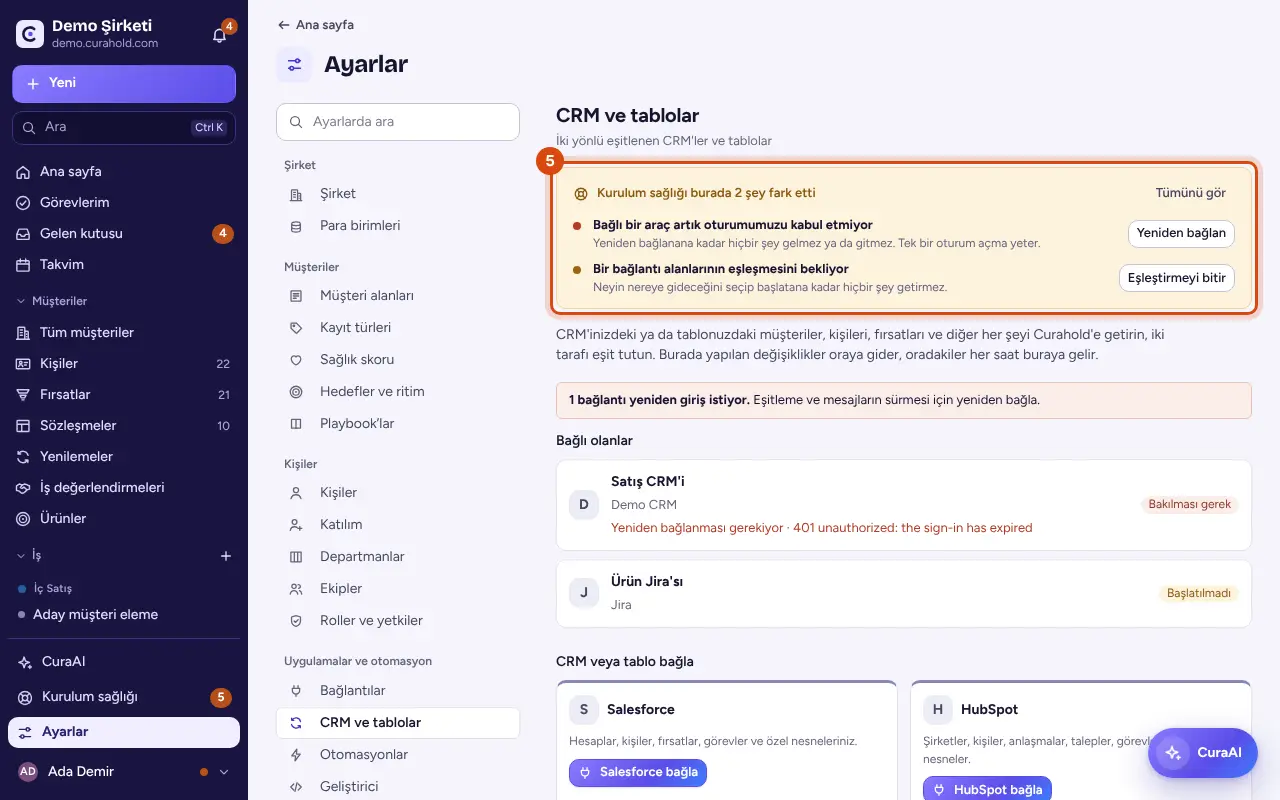 Demo Şirketi
demo.curahold.com
4
Yeni
Ara
Ctrl K
Ana sayfa
Görevlerim
Gelen kutusu
4
Takvim
Müşteriler
Tüm müşteriler
Kişiler
22
Fırsatlar
21
Sözleşmeler
10
Yenilemeler
İş değerlendirmeleri
Ürünler
İş
İç Satış
Aday müşteri eleme
CuraAI
Kurulum sağlığı
5
Ayarlar
AD
Ada Demir
Ana sayfa
Ayarlar
Ayarlarda ara
Şirket
Şirket
Para birimleri
Müşteriler
Müşteri alanları
Kayıt türleri
Sağlık skoru
Hedefler ve ritim
Playbook'lar
Kişiler
Kişiler
Katılım
Departmanlar
Ekipler
Roller ve yetkiler
Uygulamalar ve otomasyon
Bağlantılar
CRM ve tablolar
Otomasyonlar
Geliştirici
CRM ve tablolar
İki yönlü eşitlenen CRM'ler ve tablolar
5
Kurulum sağlığı burada 2 şey fark etti
Tümünü gör
Bağlı bir araç artık oturumumuzu kabul etmiyor
Yeniden bağlanana kadar hiçbir şey gelmez ya da gitmez. Tek bir oturum açma yeter.
Yeniden bağlan
Bir bağlantı alanlarının eşleşmesini bekliyor
Neyin nereye gideceğini seçip başlatana kadar hiçbir şey getirmez.
Eşleştirmeyi bitir
CRM'inizdeki ya da tablonuzdaki müşteriler, kişileri, fırsatları ve diğer her şeyi Curahold'e getirin, iki
tarafı eşit tutun. Burada yapılan değişiklikler oraya gider, oradakiler her saat buraya gelir.
1 bağlantı yeniden giriş istiyor. Eşitleme ve mesajların sürmesi için yeniden bağla.
Bağlı olanlar
D
Satış CRM'i
Demo CRM
Yeniden bağlanması gerekiyor · 401 unauthorized: the sign-in has expired
Bakılması gerek
J
Ürün Jira'sı
Jira
Başlatılmadı
CRM veya tablo bağla
S
Salesforce
Hesaplar, kişiler, fırsatlar, görevler ve özel nesneleriniz.
Salesforce bağla
H
HubSpot
Şirketler, kişiler, anlaşmalar, talepler,
nesneler.
HubSpot bağla
CuraAI